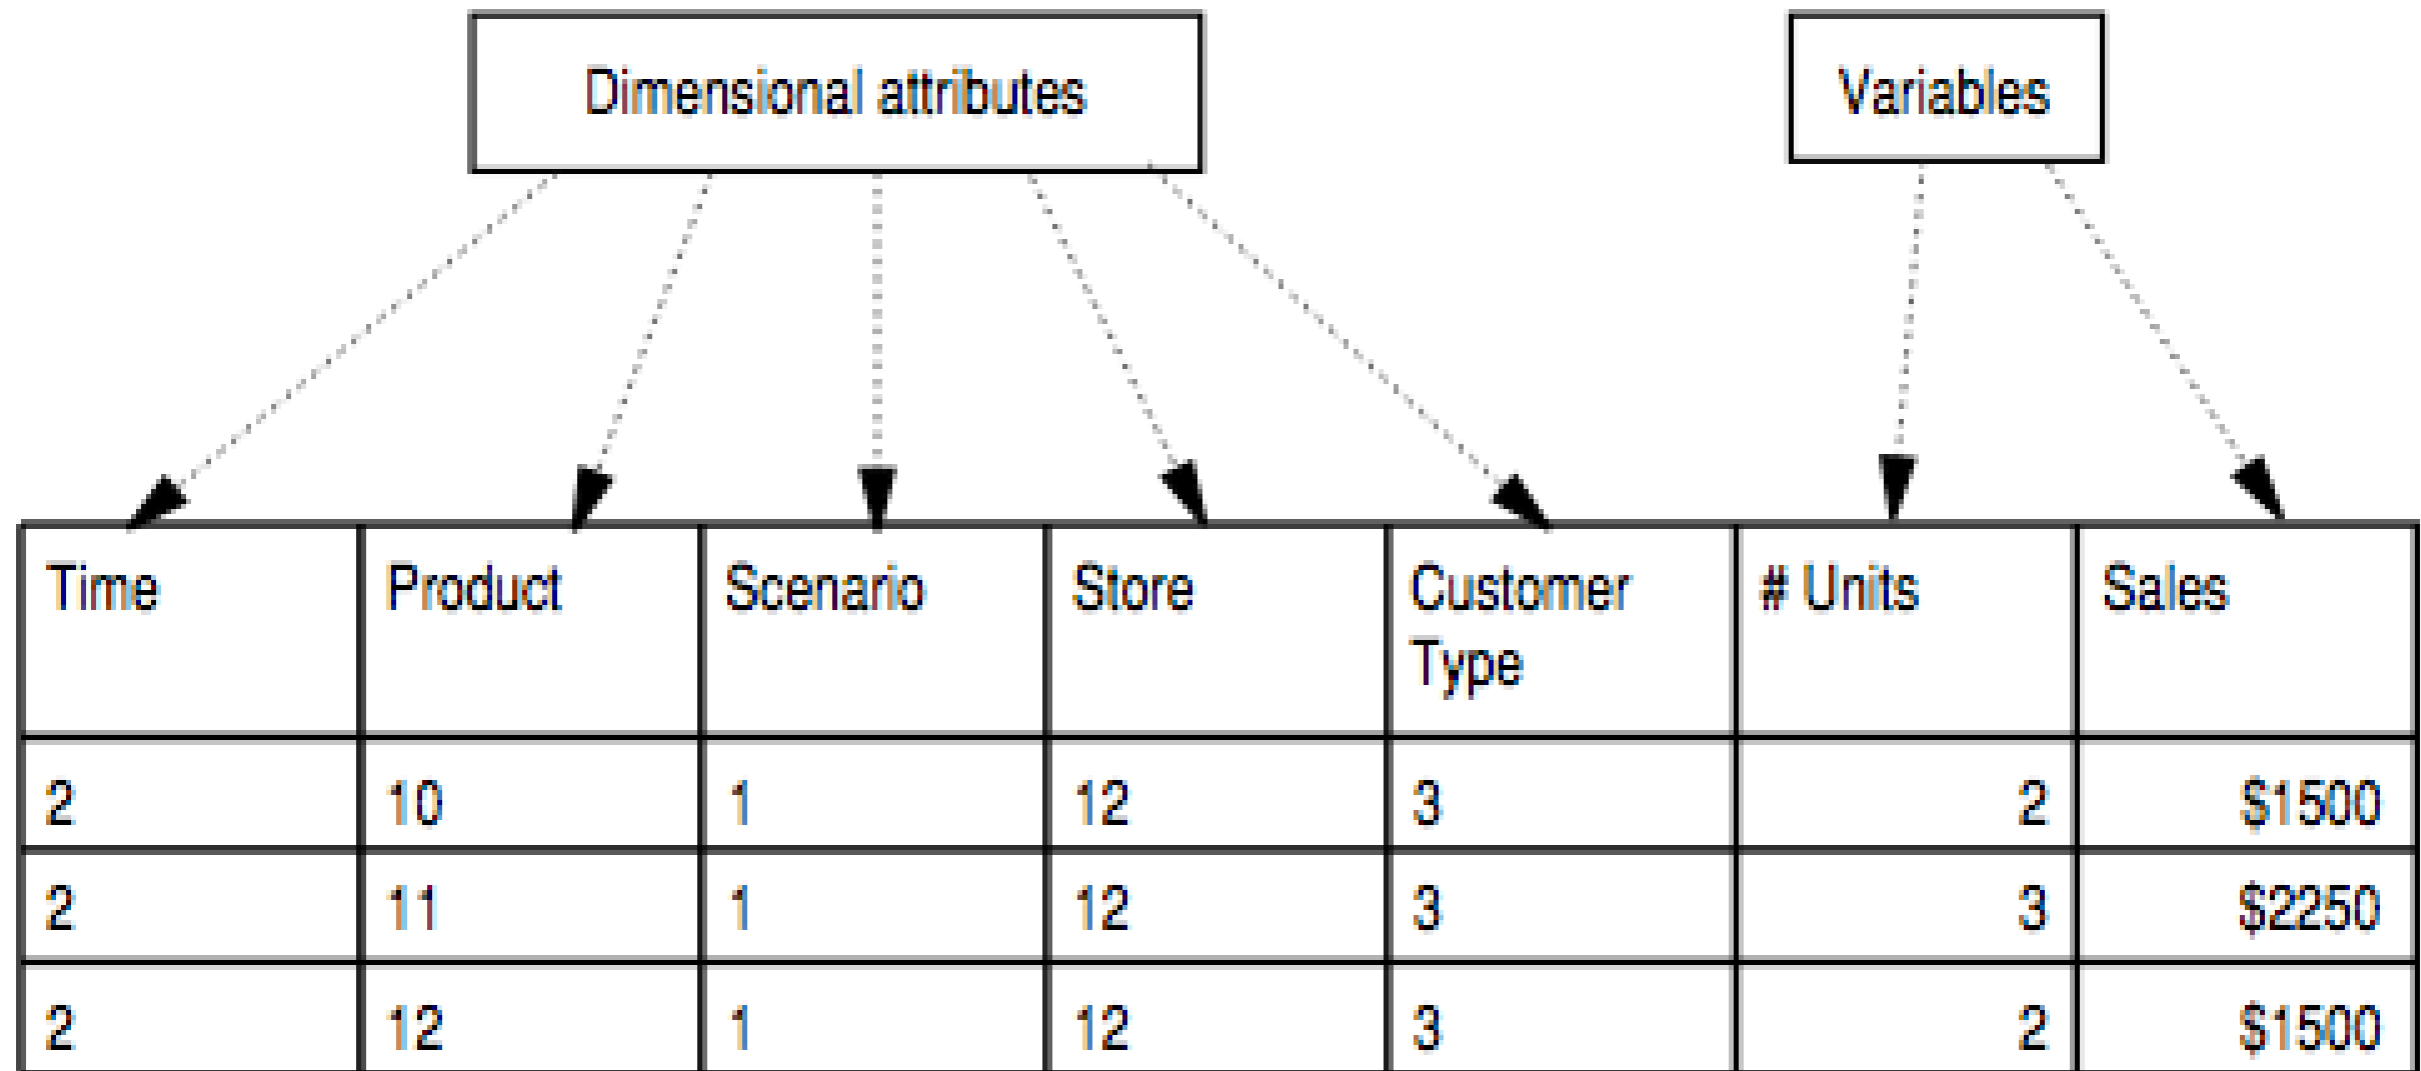 Dimensional attributes
Variables
Time Product Scenario Store Customer Type # Units Sales
2 10 1 12 3 2 $1500
2 11 1 12 3 3 $2250
2 12 1 12 3 2 $1500